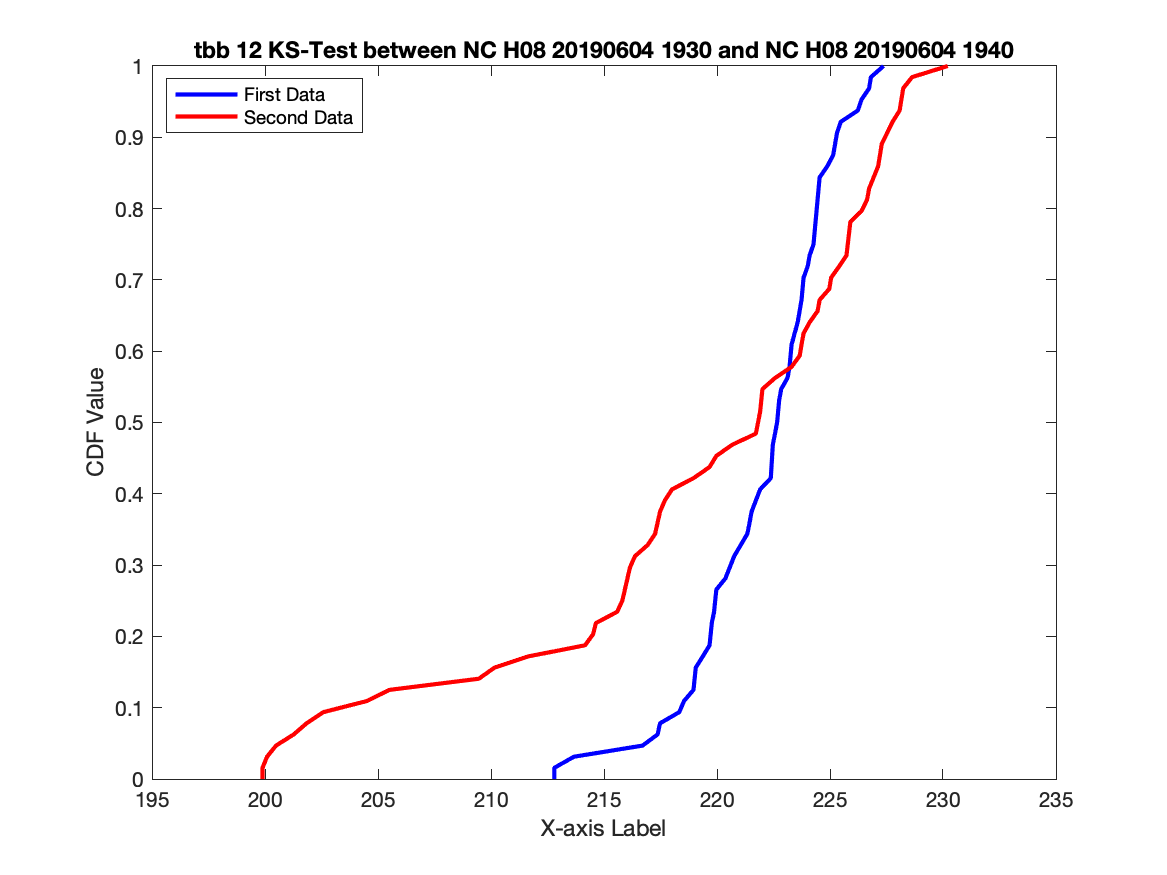 tbb 12 KS-Test between NC H08 20190604 1930 and NC H08 20190604 1940
First Data
Second Data
1
0.9
0.8
0.7
0.6
0.5
0.4
0.3
0.2
0.1
0
CDF Value
195 200 205 210 215 220 225 230 235
X-axis Label